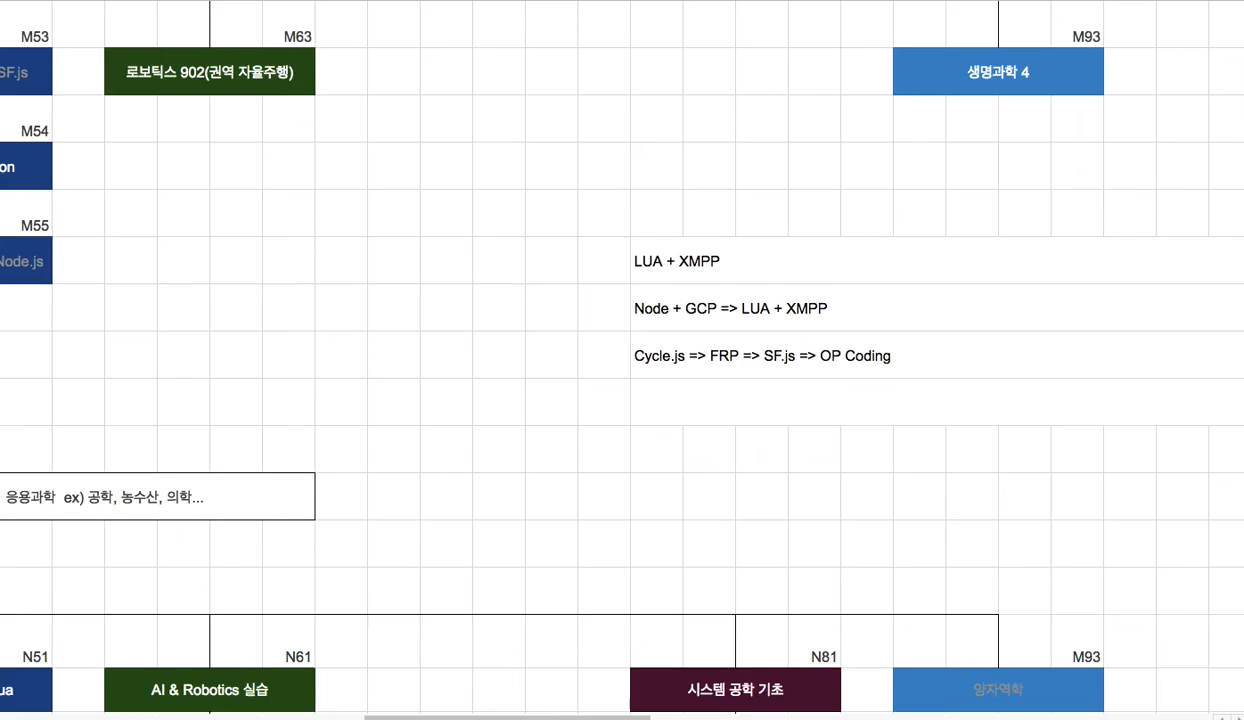 M53
M63
M93
SF.js
로보틱스 902(권역 자율주행)
생명과학 4
M54
on
M55
Node.js
LUA + XMPP
Node + GCP => LUA + XMPP
Cycle.js => FRP => SF.js => OP Coding
응용과학 ex) 공학, 농수산, 의학...
N51
N61
N81
M93
ua
AI & Robotics 실습
시스템 공학 기초
양자역학